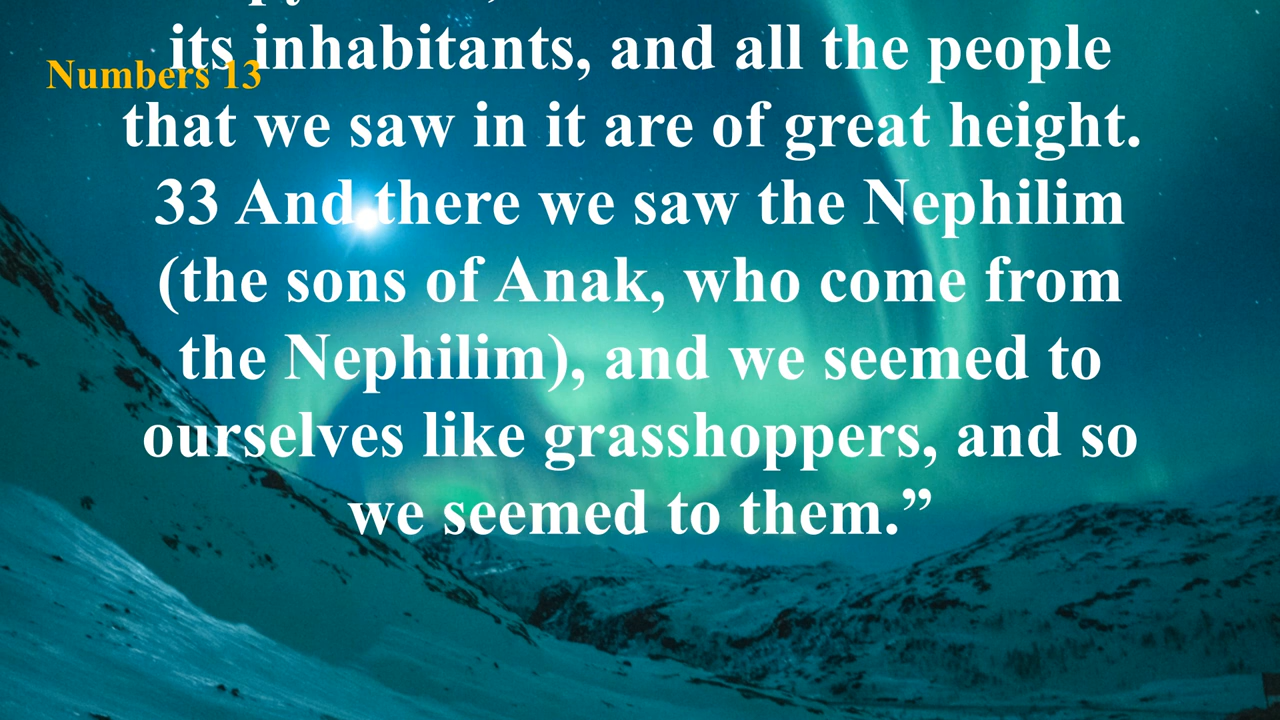 its inhabitants, and all the people
Numbers 13
that we saw in it are of great height.
33 And there we saw the Nephilim
(the sons of Anak, who come from
the Nephilim), and we seemed to
ourselves like grasshoppers, and so
we seemed to them.”